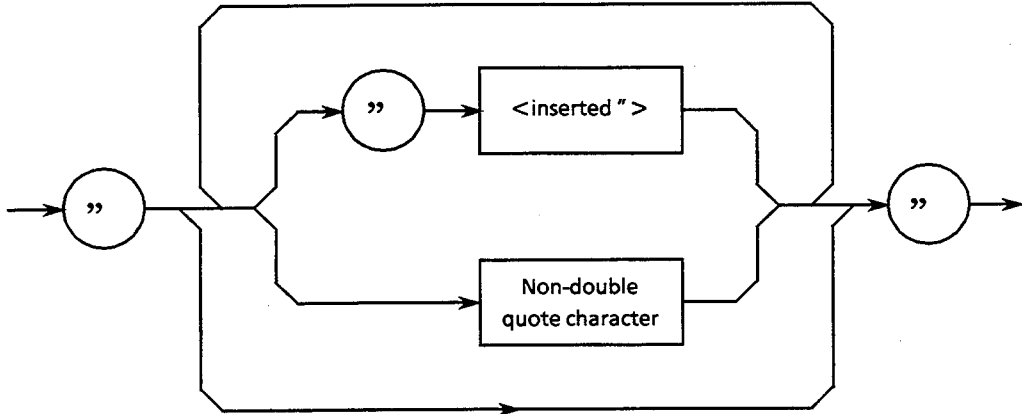 ”
<inserted ">
”
”
Non-double
quote character